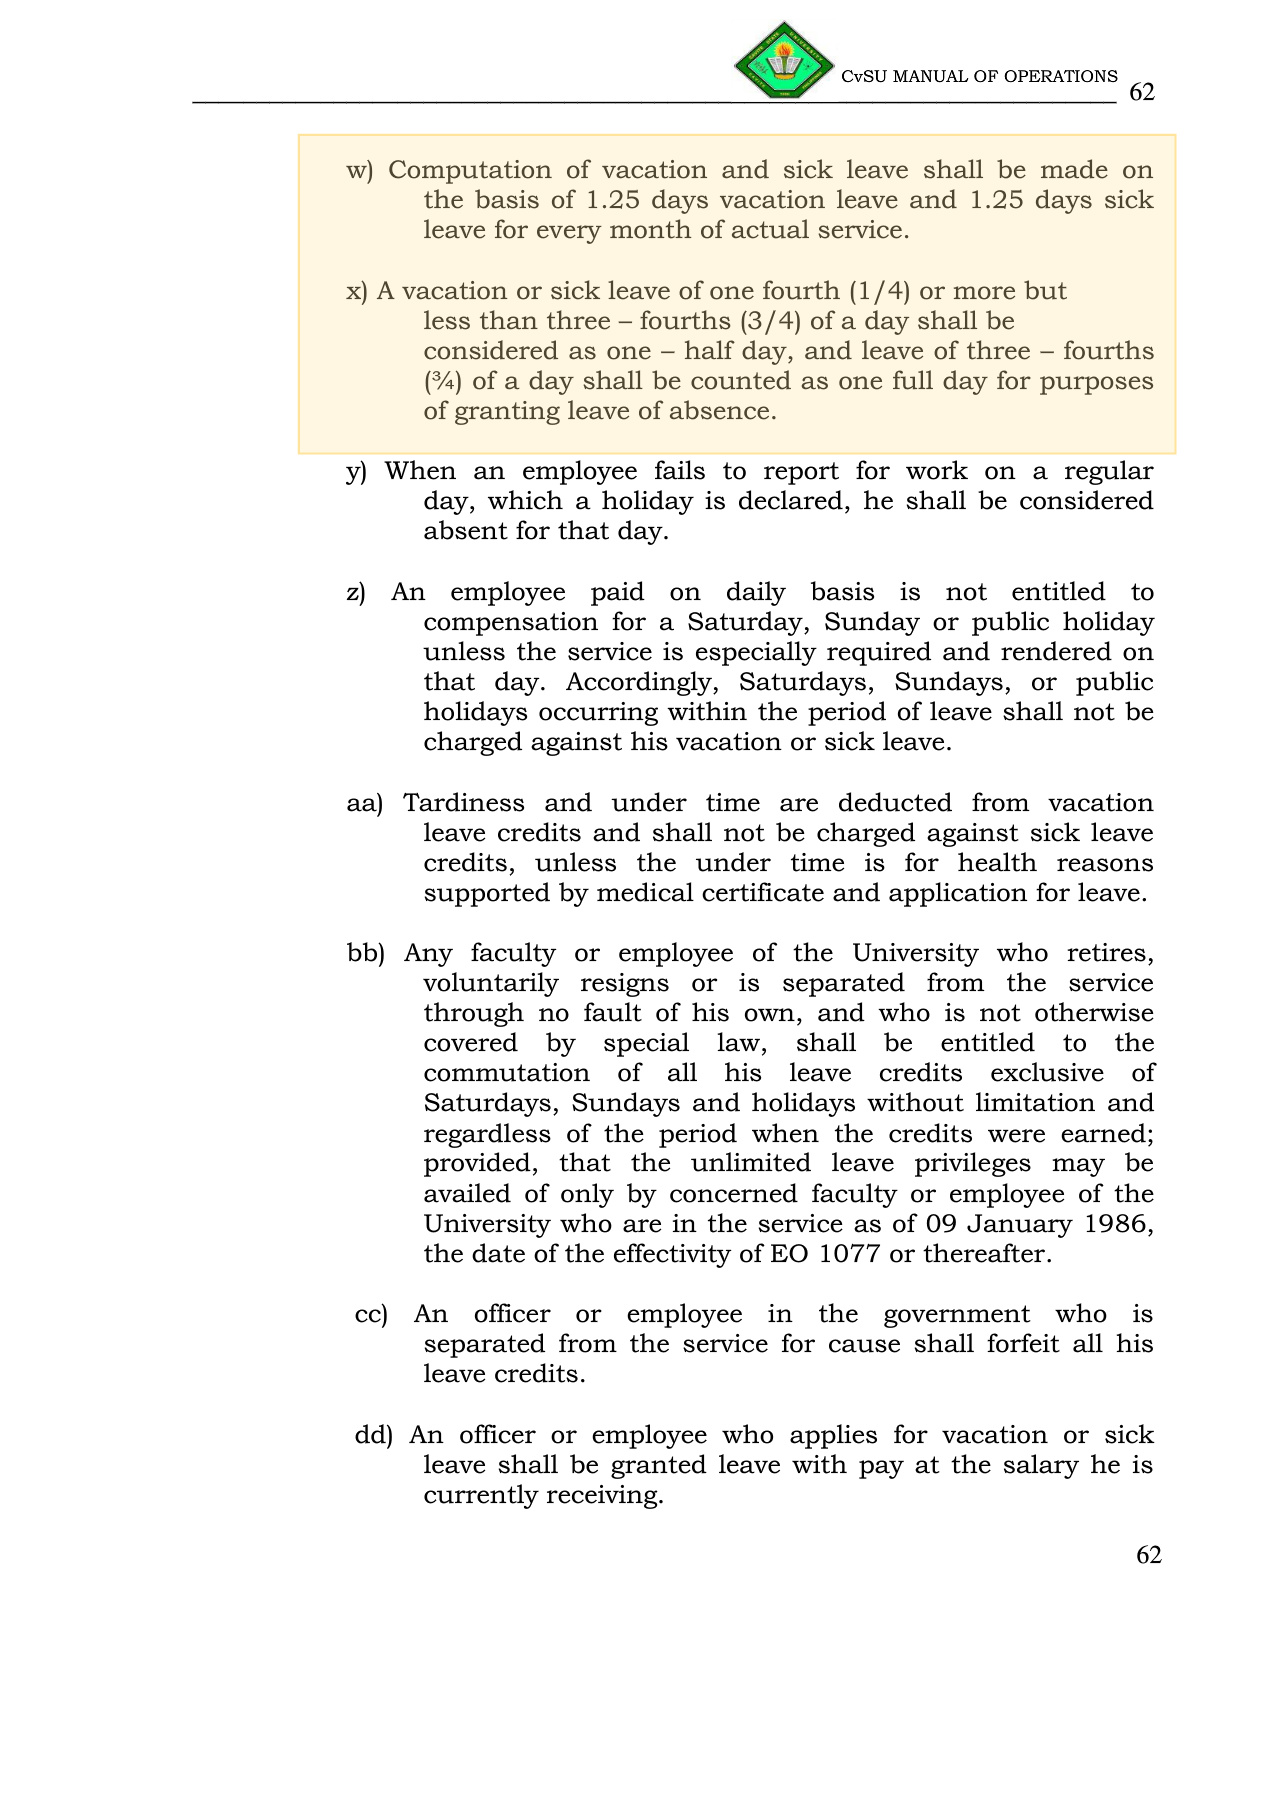 CvSU MANUAL OF OPERATIONS
62
w) Computation of vacation and sick leave shall be made on
the basis of 1.25 days vacation leave and 1.25 days sick
leave for every month of actual service.
x) A vacation or sick leave of one fourth (1/4) or more but
less than three – fourths (3/4) of a day shall be
considered as one – half day, and leave of three – fourths
(¾) of a day shall be counted as one full day for purposes
of granting leave of absence.
y) When an employee fails to report for work on a regular
day, which a holiday is declared, he shall be considered
absent for that day.
z) An employee paid on daily basis is not entitled to
compensation for a Saturday, Sunday or public holiday
unless the service is especially required and rendered on
that day. Accordingly, Saturdays, Sundays, or public
holidays occurring within the period of leave shall not be
charged against his vacation or sick leave.
aa) Tardiness and under time are deducted from vacation
leave credits and shall not be charged against sick leave
credits, unless the under time is for health reasons
supported by medical certificate and application for leave.
bb) Any faculty or employee of the University who retires,
voluntarily resigns or is separated from the service
through no fault of his own, and who is not otherwise
covered by special law, shall be entitled to the
commutation of all his leave credits exclusive of
Saturdays, Sundays and holidays without limitation and
regardless of the period when the credits were earned;
provided, that the unlimited leave privileges may be
availed of only by concerned faculty or employee of the
University who are in the service as of 09 January 1986,
the date of the effectivity of EO 1077 or thereafter.
cc) An officer or employee in the government who is
separated from the service for cause shall forfeit all his
leave credits.
dd) An officer or employee who applies for vacation or sick
leave shall be granted leave with pay at the salary he is
currently receiving.
62